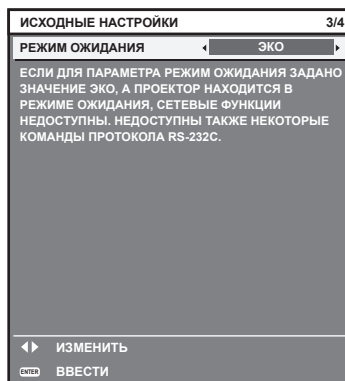 ИСХОДНЫЕ НАСТРОЙКИ 3/4
РЕЖИМ ОЖИДАНИЯ ЭКО
ЕСЛИ ДЛЯ ПАРАМЕТРА РЕЖИМ ОЖИДАНИЯ ЗАДАНО
ЗНАЧЕНИЕ ЭКО, А ПРОЕКТОР НАХОДИТСЯ В
РЕЖИМЕ ОЖИДАНИЯ, СЕТЕВЫЕ ФУНКЦИИ
НЕДОСТУПНЫ. НЕДОСТУПНЫ ТАКЖЕ НЕКОТОРЫЕ
КОМАНДЫ ПРОТОКОЛА RS-232C.
ИЗМЕНИТЬ
ENTER ВВЕСТИ